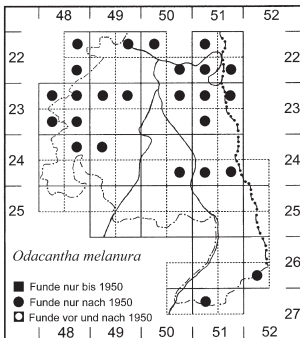 48 49 50 51 52
22 22
23 23
24 24
25 25
Odacantha melanura
Funde nur bis 1950
26
Funde nur nach 1950
Funde vor und nach 1950
27
48 49 50 51 52